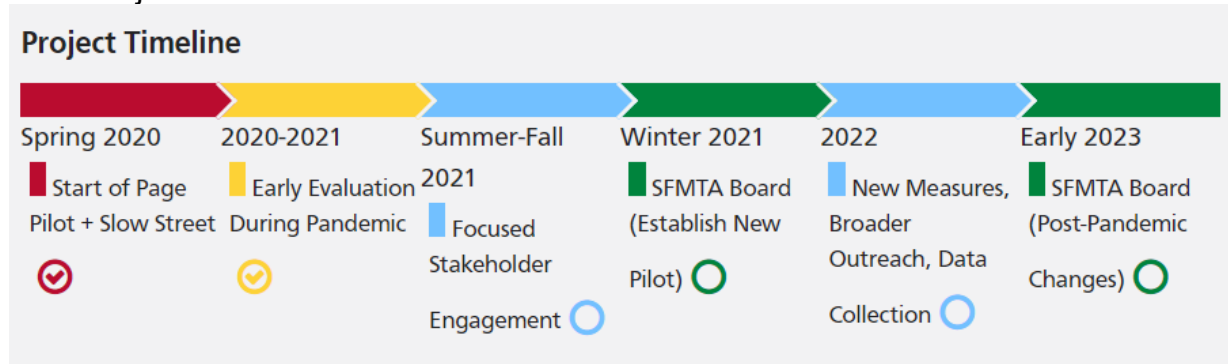 Project Timeline
Spring 2020
Start of Page
Pilot + Slow Street
2020-2021
Early Evaluation
During Pandemic
Summer-Fall
2021
Focused
Stakeholder
Engagement
Winter 2021
SFMTA Board
(Establish New
Pilot)
2022
New Measures,
Broader
Outreach, Data
Collection
Early 2023
SFMTA Board
(Post-Pandemic
Changes)